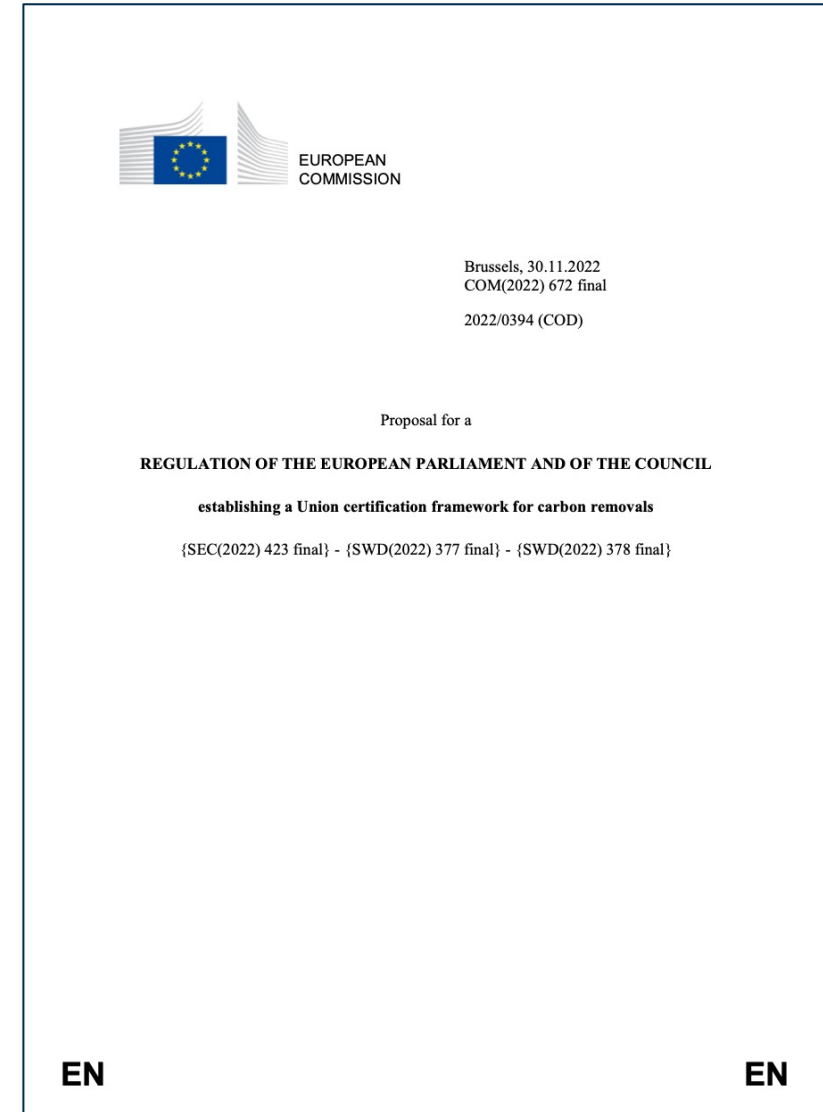 EUROPEAN
COMMISSION
Brussels, 30.11.2022
COM(2022) 672 final
2022/0394 (COD)
Proposal for a
REGULATION OF THE EUROPEAN PARLIAMENT AND OF THE COUNCIL
establishing a Union certification framework for carbon removals
{SEC(2022) 423 final} - {SWD(2022) 377 final} - {SWD(2022) 378 final}
EN EN